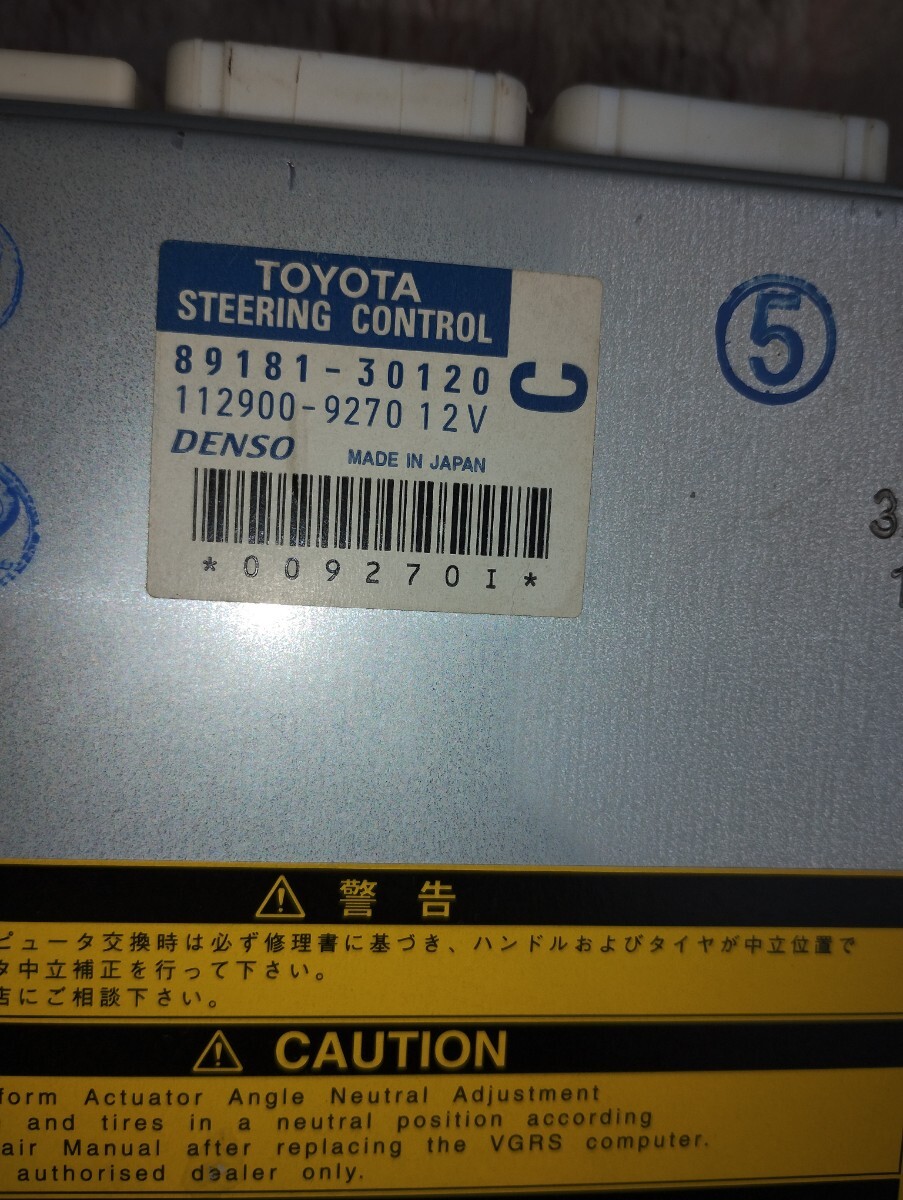 TOYOTA
STEERING CONTROL
89181-30120
C
112900-9270 12V
DENSO MADE IN JAPAN
*009270I*
5
3
警告
ピュータ交換時は必ず修理書に基づき、ハンドルおよびタイヤが中立位置で
タ中立補正を行って下さい。
店にご相談下さい。
CAUTION
form Actuator Angle Neutral Adjustment
and tires in a neutral position according
air Manual after replacing the VGRS computer.
authorised dealer only.